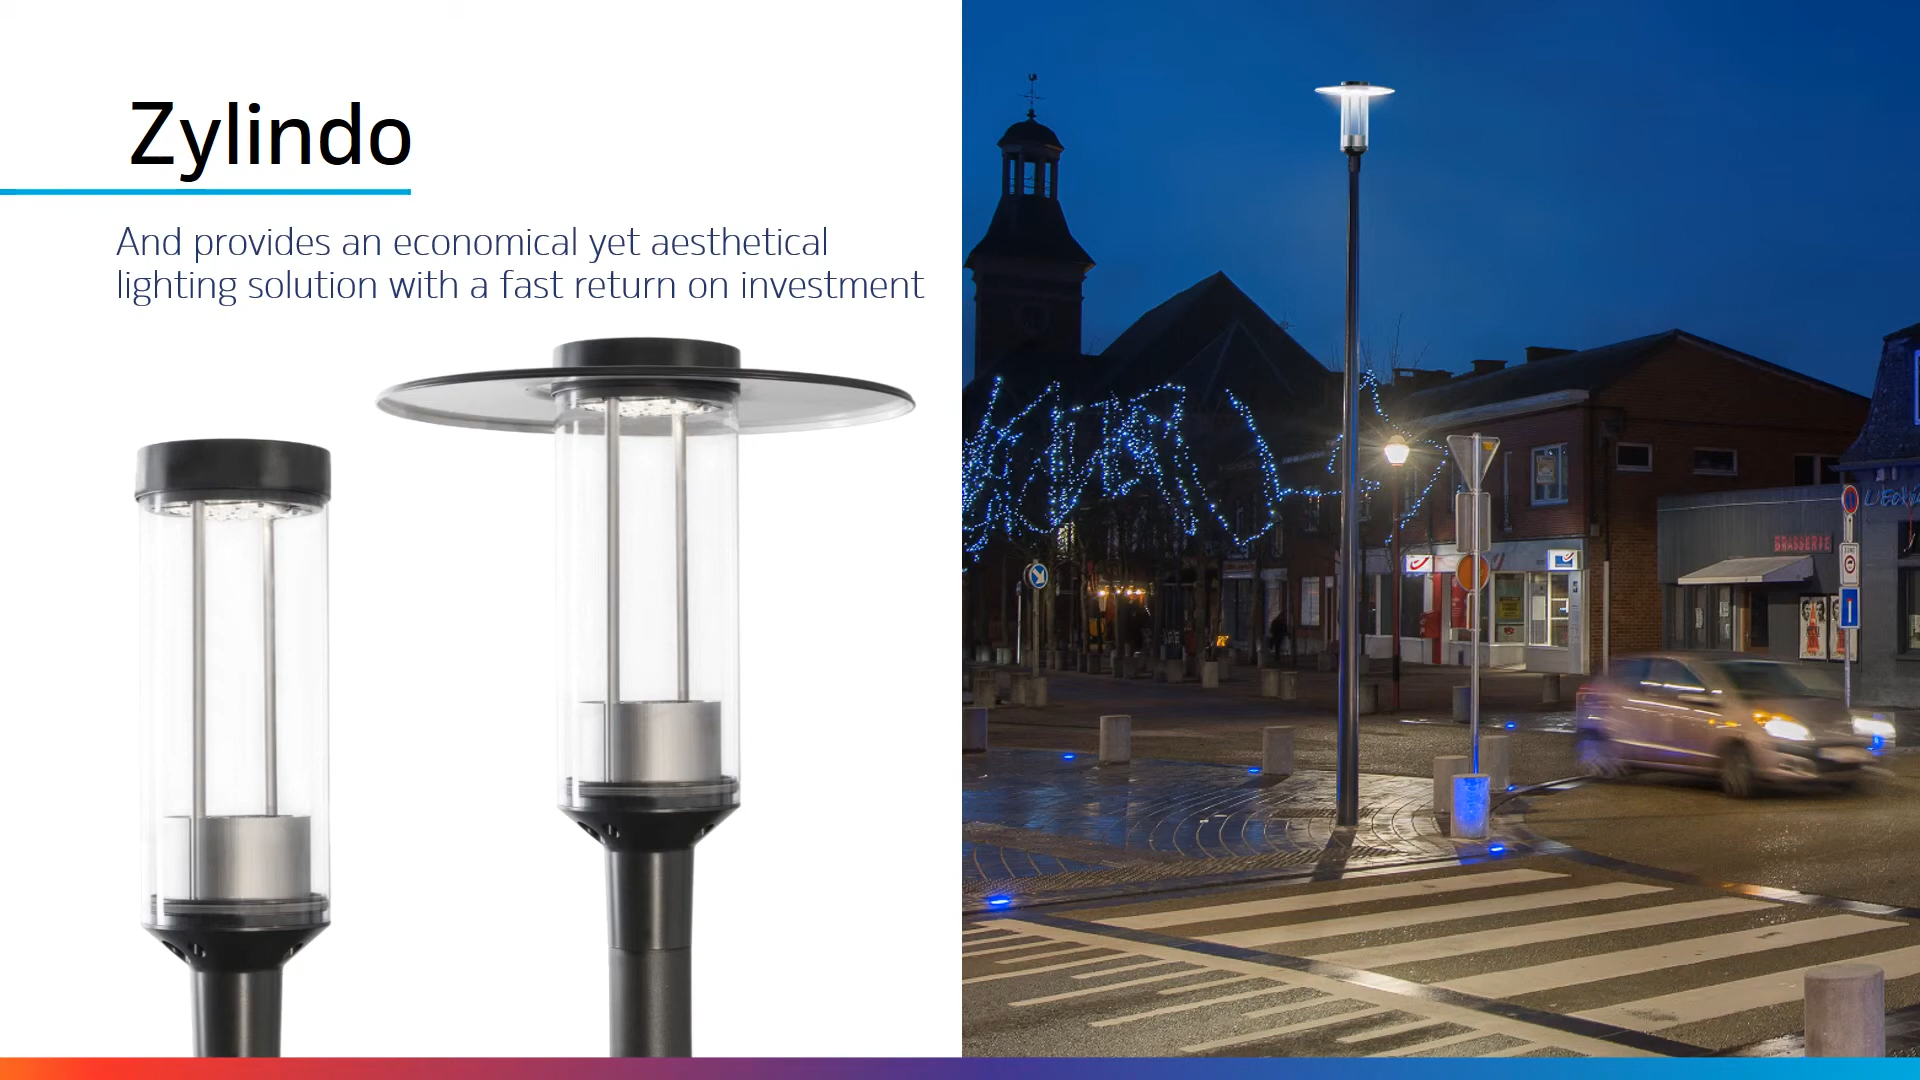 Zylindo
And provides an economical yet aesthetical
lighting solution with a fast return on investment
BRASSERIE